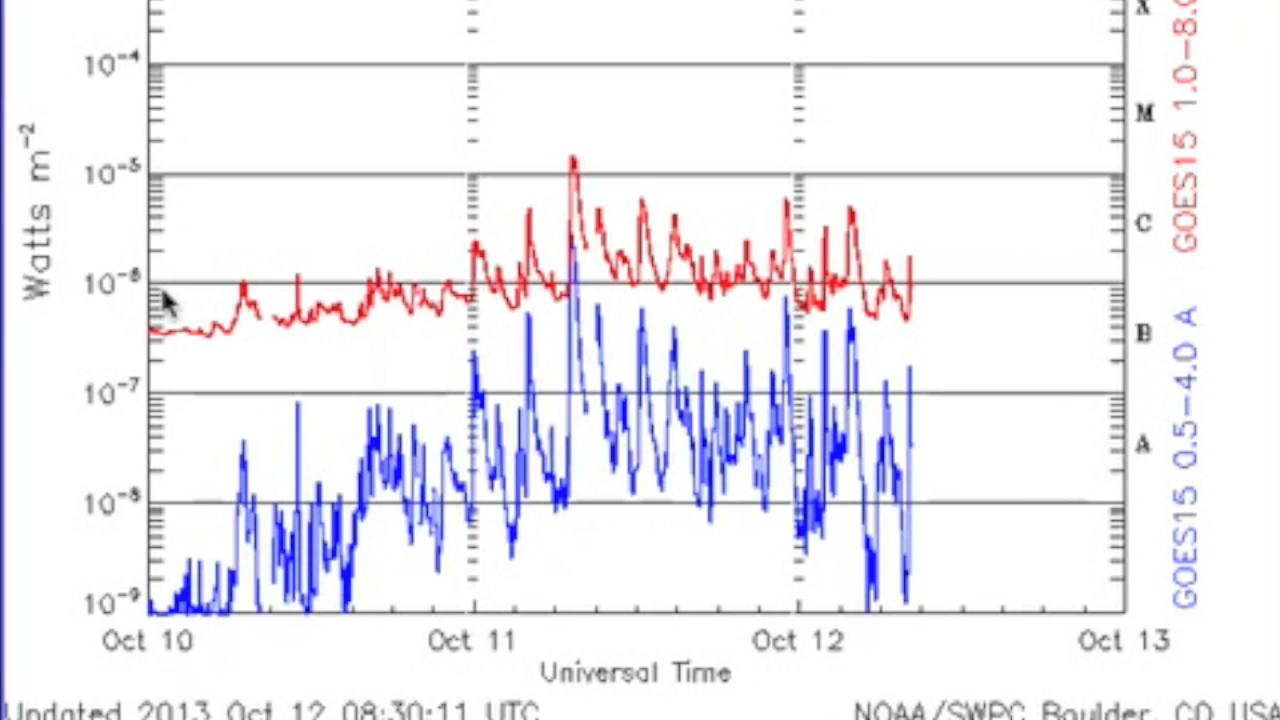 X
10⁻⁴
M
10⁻⁵
C
10⁻⁶
B
10⁻⁷
A
10⁻⁸
10⁻⁹
Watts m⁻²
GOES15 1.0-8.0
GOES15 0.5-4.0 A
Oct 10 Oct 11 Oct 12 Oct 13
Universal Time
Updated 2013 Oct 12 08:30:11 UTC NOAA/SWPC Boulder, CO USA